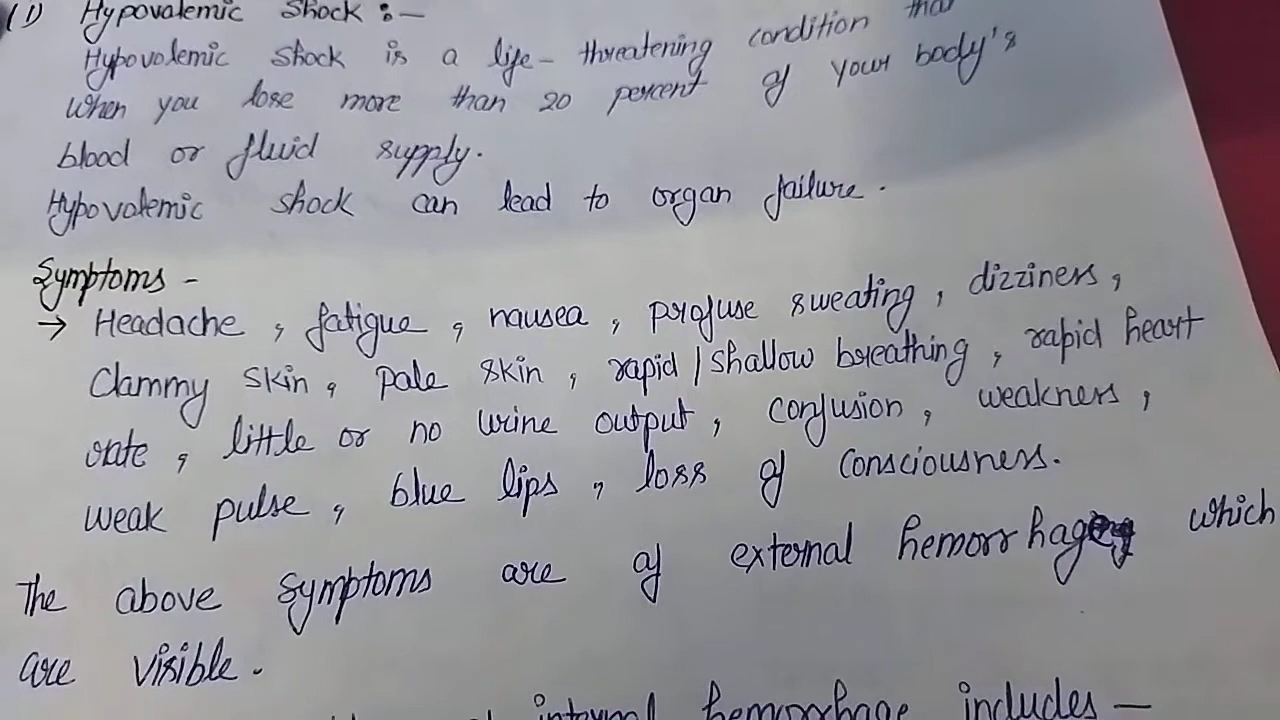 (1) Hypovalemic Shock :-
Hypovolemic shock is a life- threatening condition that
when you lose more than 20 percent of your body's
blood or fluid supply.
Hypovolemic shock can lead to organ failure.
Symptoms -
→ Headache, fatigue, nausea, profuse sweating, dizziness,
Clammy skin, pale skin, rapid/shallow breathing, rapid heart
rate, little or no urine output, confusion, weakness,
weak pulse, blue lips, loss of consciousness.
The above symptoms are of external hemorrhage which
are visible.
internal hemorrhage includes -